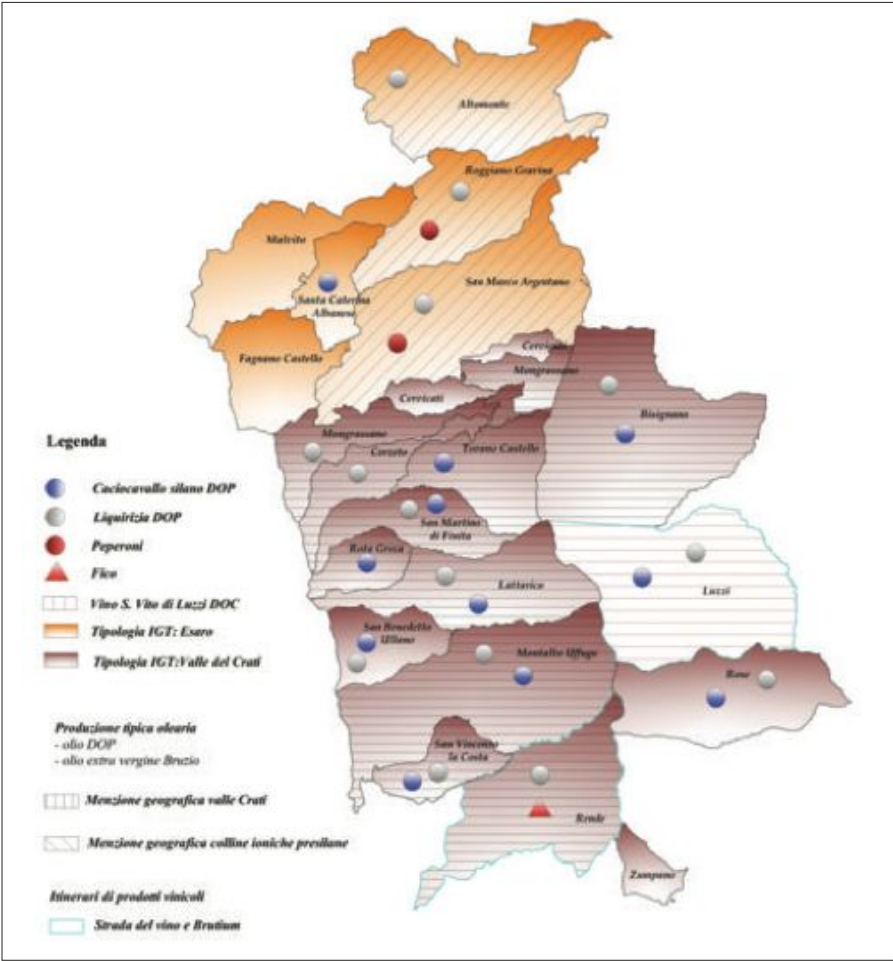 Altomonte
Roggiano Gravina
Malvito
San Marco Argentano
Santa Caterina
Albanese
Fagnano Castello
Cervicati
Mongrassano
Cervicati
Bisignano
Mongrassano
Cerzeto
Torano Castello
San Martino
di Finita
Rota Greca
Lattarico
Luzzi
San Benedetto
Ullano
Montalto Uffugo
Rose
San Vincenzo
la Costa
Rende
Zumpano
Legenda
Caciocavallo silano DOP
Liquirizia DOP
Peperoni
Fico
Vino S. Vito di Luzzi DOC
Tipologia IGT: Esaro
Tipologia IGT:Valle del Crati
Produzione tipica olearia
- olio DOP
- olio extra vergine Bruzio
Menzione geografica valle Crati
Menzione geografica colline ioniche presilane
Itinerari di prodotti vinicoli
Strada del vino e Brutium